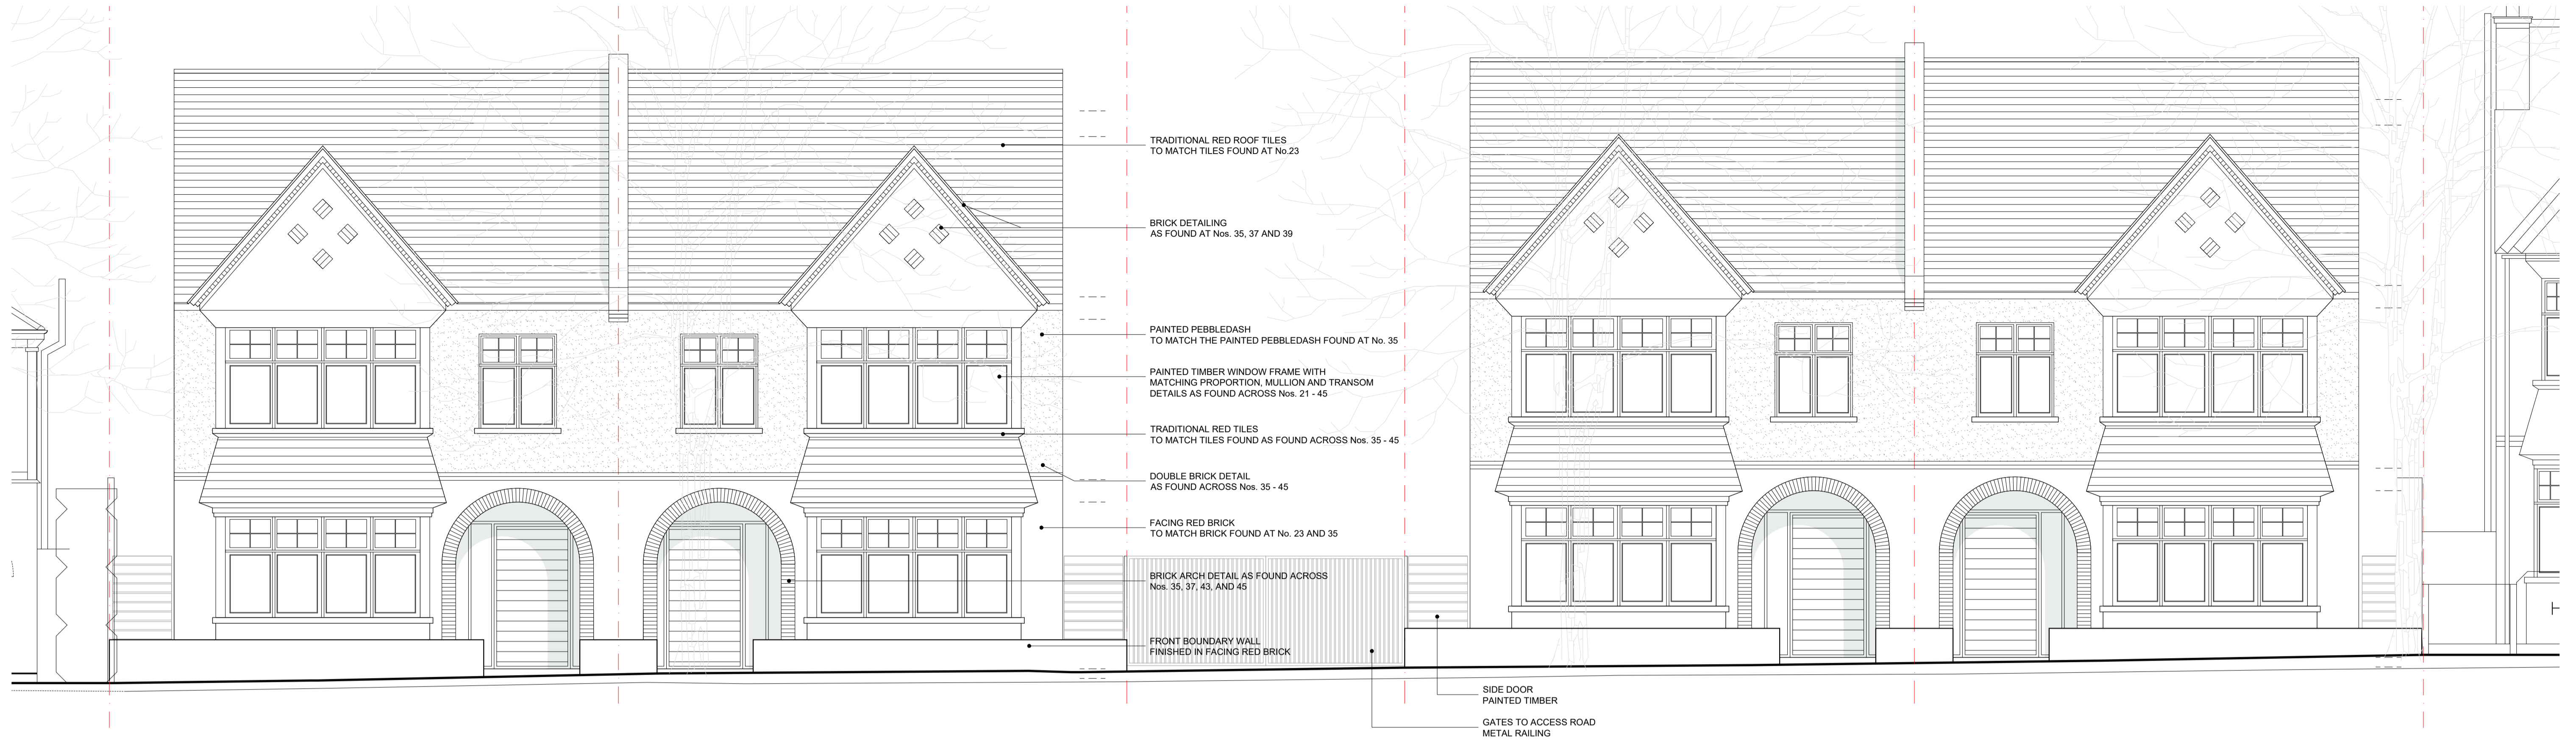 TRADITIONAL RED ROOF TILES
TO MATCH TILES FOUND AT No.23
BRICK DETAILING
AS FOUND AT Nos. 35, 37 AND 39
PAINTED PEBBLEDASH
TO MATCH THE PAINTED PEBBLEDASH FOUND AT No. 35
PAINTED TIMBER WINDOW FRAME WITH
MATCHING PROPORTION, MULLION AND TRANSOM
DETAILS AS FOUND ACROSS Nos. 21 - 45
TRADITIONAL RED TILES
TO MATCH TILES FOUND AS FOUND ACROSS Nos. 35 - 45
DOUBLE BRICK DETAIL
AS FOUND ACROSS Nos. 35 - 45
FACING RED BRICK
TO MATCH BRICK FOUND AT No. 23 AND 35
BRICK ARCH DETAIL AS FOUND ACROSS
Nos. 35, 37, 43, AND 45
FRONT BOUNDARY WALL
FINISHED IN FACING RED BRICK
SIDE DOOR
PAINTED TIMBER
GATES TO ACCESS ROAD
METAL RAILING